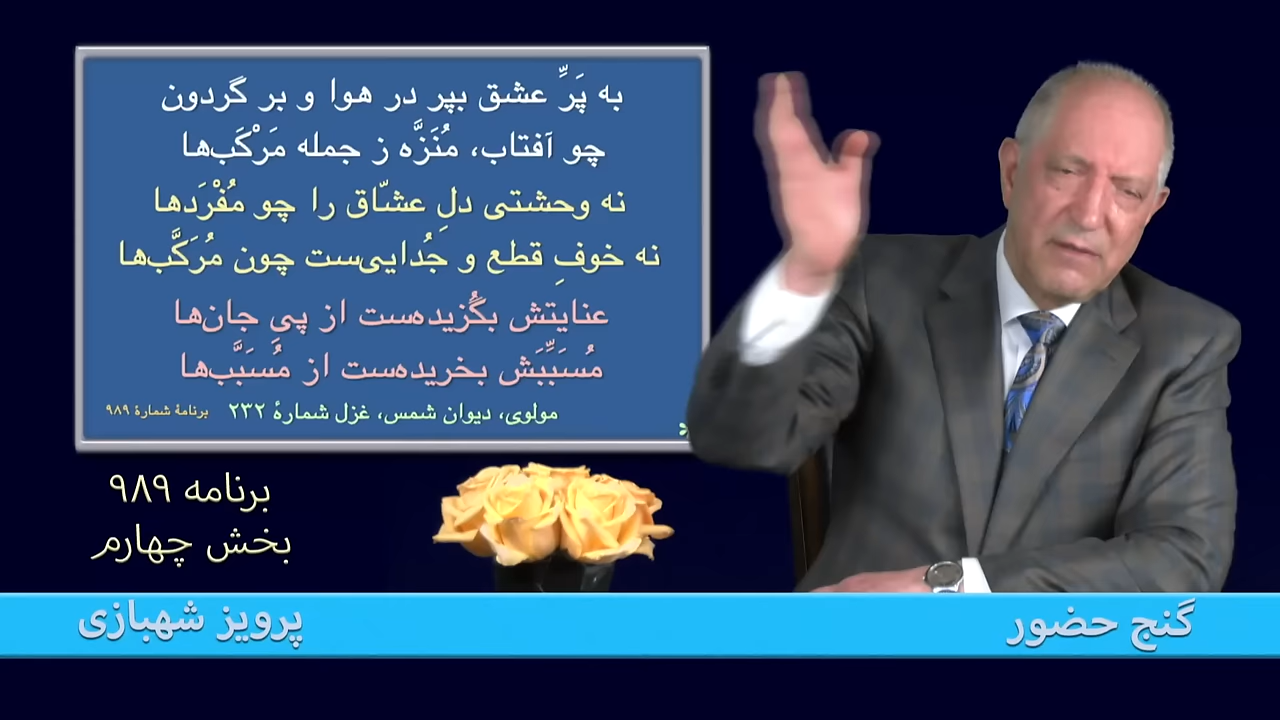 به پَرِّ عشق بپر در هوا و بر گردون
چو آفتاب، مُنَزَّه ز جمله مَرْکَب‌ها
نه وحشتی دلِ عشّاق را چو مُفْرَدها
نه خوفِ قطع و جُدایی‌ست چون مُرَکَّب‌ها
عنایتش بگُزیده‌ست از پیِ جان‌ها
مُسَبِّبَش بخریده‌ست از مُسَبَّب‌ها
مولوی، دیوان شمس، غزل شمارهٔ ۲۳۲
برنامهٔ شمارهٔ ۹۸۹
برنامه ۹۸۹
بخش چهارم
گنج حضور
پرویز شهبازی